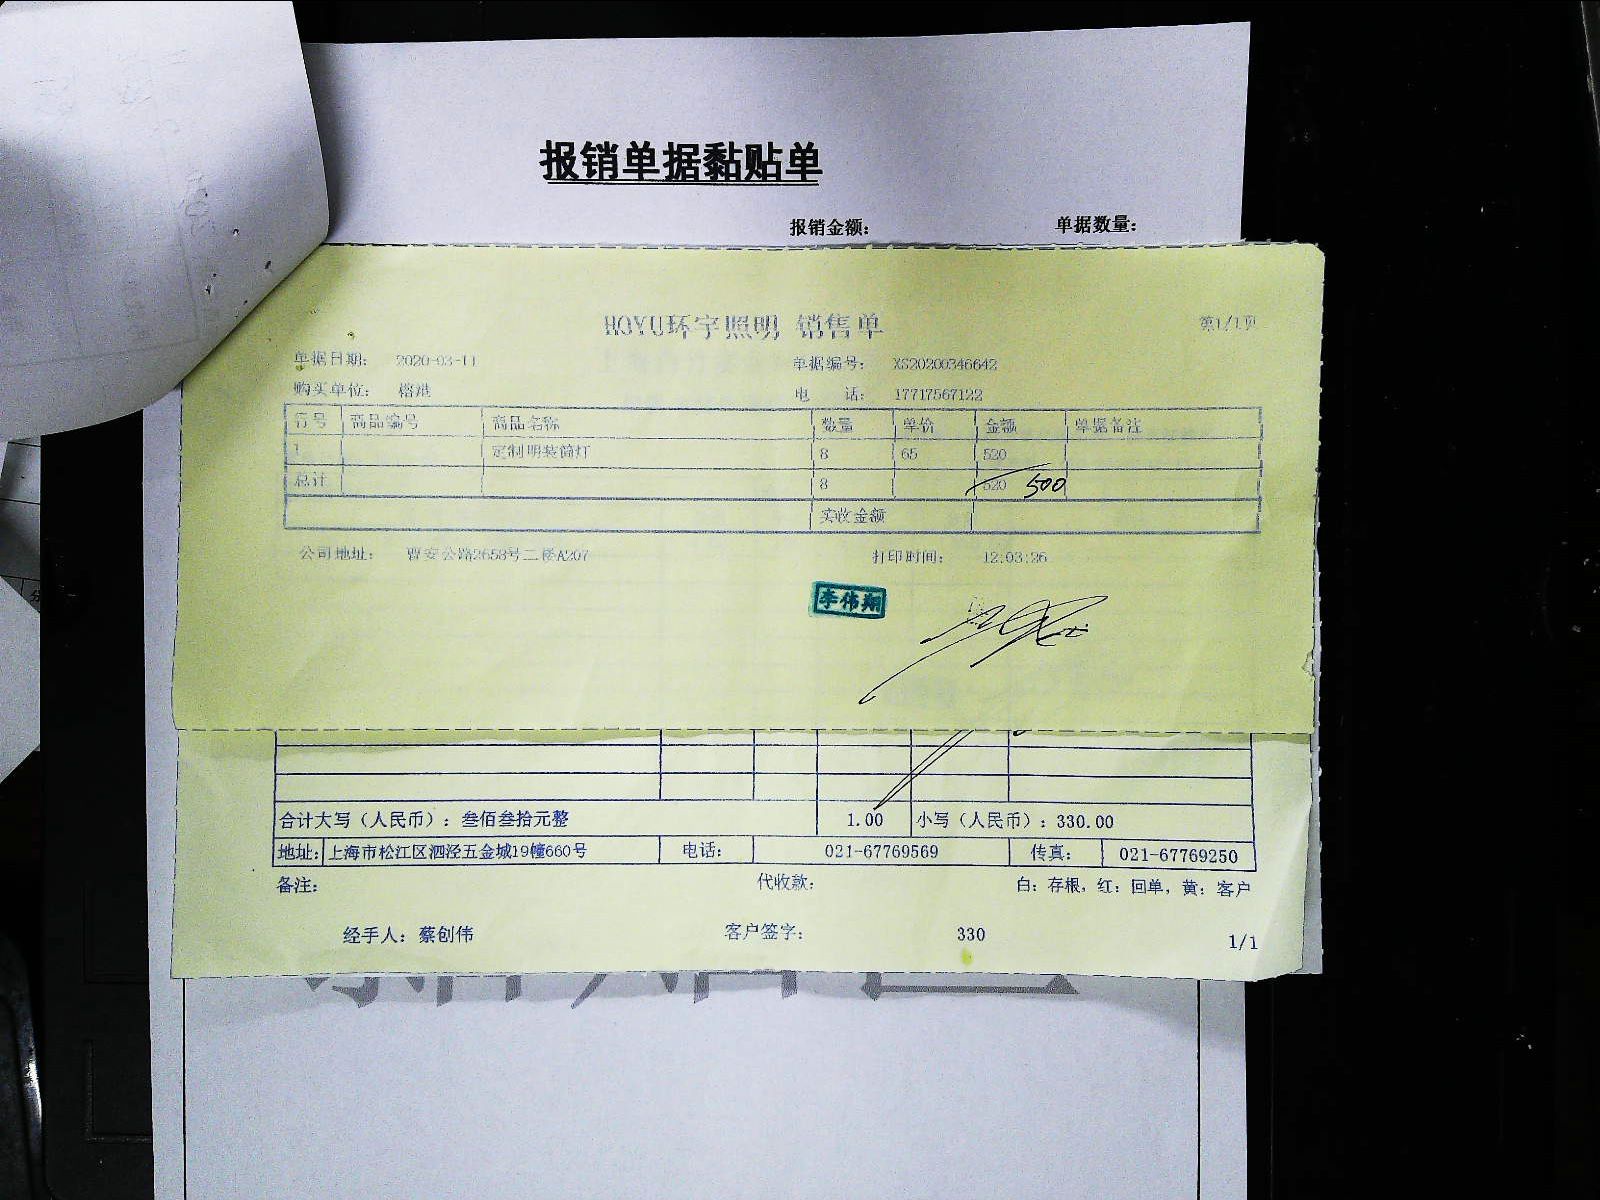 报销单据黏贴单
报销金额： 单据数量：
HOYU环宇照明 销售单 第1/1页
单据日期： 2020-03-11 单据编号： XS20200346642
购买单位： 榕港 电 话： 17717567122
行号 商品编号 商品名称 数量 单价 金额 单据备注
1 定制明装筒灯 8 65 520
总计 8 520 500
实收金额
公司地址： 曹安公路2658号二楼A207 打印时间： 12:03:26
李伟翔
合计大写（人民币）：叁佰叁拾元整 1.00 小写（人民币）：330.00
地址： 上海市松江区泗泾五金城19幢660号 电话： 021-67769569 传真： 021-67769250
备注： 代收款： 白：存根，红：回单，黄：客户
经手人：蔡创伟 客户签字： 330 1/1